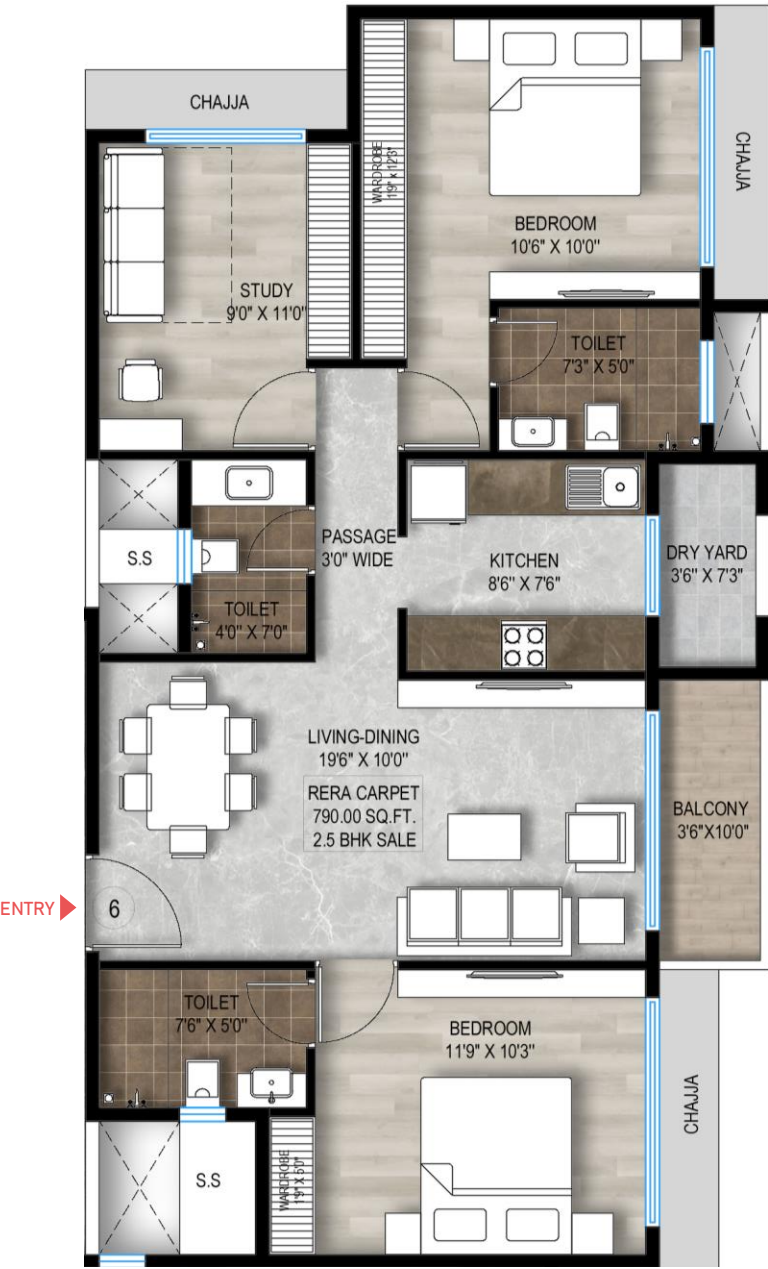 CHAJJA
CHAJJA
WARDROBE
1'9" x 12'3"
BEDROOM
10'6" X 10'0"
STUDY
9'0" X 11'0"
TOILET
7'3" X 5'0"
PASSAGE
3'0" WIDE
S.S
KITCHEN
8'6" X 7'6"
DRY YARD
3'6" X 7'3"
TOILET
4'0" X 7'0"
LIVING-DINING
19'6" X 10'0"
RERA CARPET
790.00 SQ.FT.
2.5 BHK SALE
BALCONY
3'6"X10'0"
ENTRY
6
TOILET
7'6" X 5'0"
BEDROOM
11'9" X 10'3"
CHAJJA
S.S
WARDROBE
1'9" X 5'0"